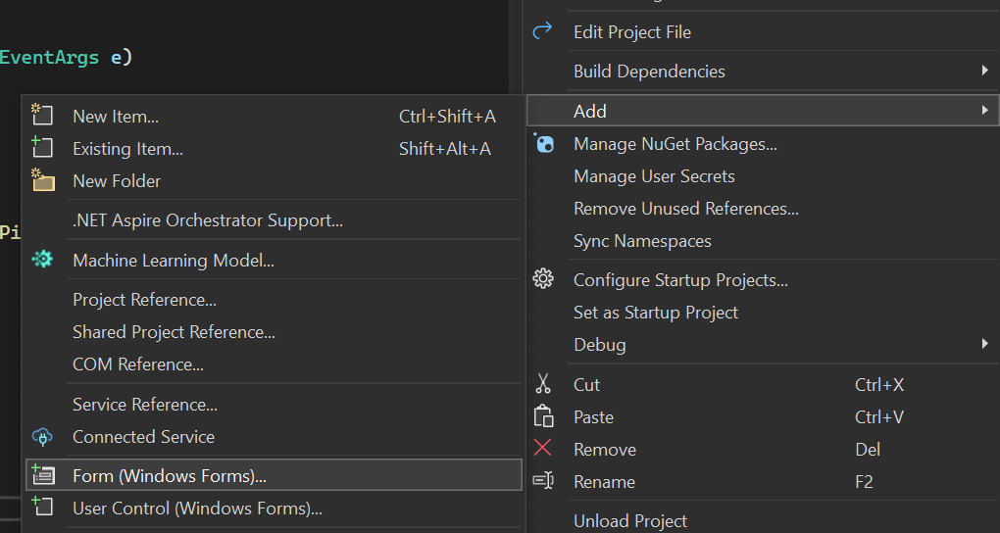 EventArgs e)
Pi
New Item... Ctrl+Shift+A
Existing Item... Shift+Alt+A
New Folder
.NET Aspire Orchestrator Support...
Machine Learning Model...
Project Reference...
Shared Project Reference...
COM Reference...
Service Reference...
Connected Service
Form (Windows Forms)...
User Control (Windows Forms)...
Edit Project File
Build Dependencies
Add
Manage NuGet Packages...
Manage User Secrets
Remove Unused References...
Sync Namespaces
Configure Startup Projects...
Set as Startup Project
Debug
Cut Ctrl+X
Paste Ctrl+V
Remove Del
Rename F2
Unload Project